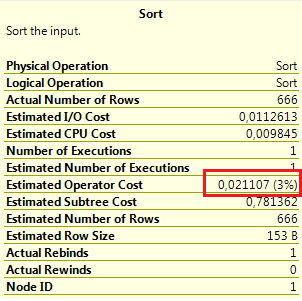 Sort
Sort the input.
Physical Operation Sort
Logical Operation Sort
Actual Number of Rows 666
Estimated I/O Cost 0,0112613
Estimated CPU Cost 0,009845
Number of Executions 1
Estimated Number of Executions 1
Estimated Operator Cost 0,021107 (3%)
Estimated Subtree Cost 0,781362
Estimated Number of Rows 666
Estimated Row Size 153 B
Actual Rebinds 1
Actual Rewinds 0
Node ID 1